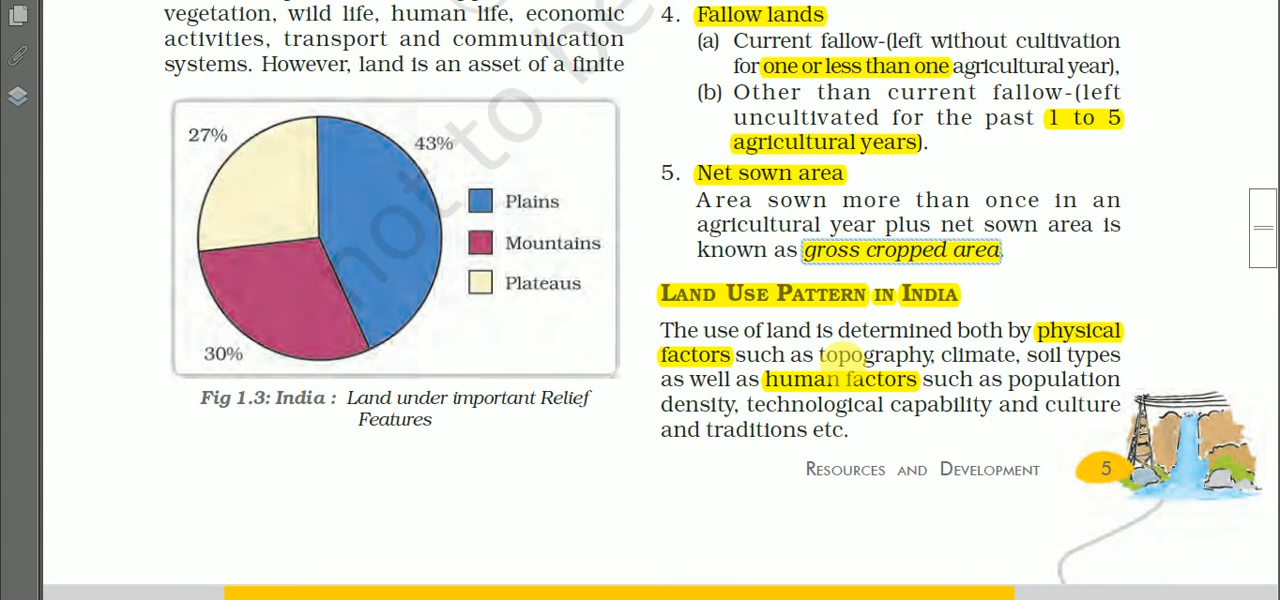 vegetation, wild life, human life, economic
activities, transport and communication
systems. However, land is an asset of a finite
27%
43%
30%
Plains
Mountains
Plateaus
Fig 1.3: India : Land under important Relief
Features
4. Fallow lands
(a) Current fallow-(left without cultivation
for one or less than one agricultural year),
(b) Other than current fallow-(left
uncultivated for the past 1 to 5
agricultural years).
5. Net sown area
Area sown more than once in an
agricultural year plus net sown area is
known as gross cropped area.
LAND USE PATTERN IN INDIA
The use of land is determined both by physical
factors such as topography, climate, soil types
as well as human factors such as population
density, technological capability and culture
and traditions etc.
RESOURCES AND DEVELOPMENT 5
not to be